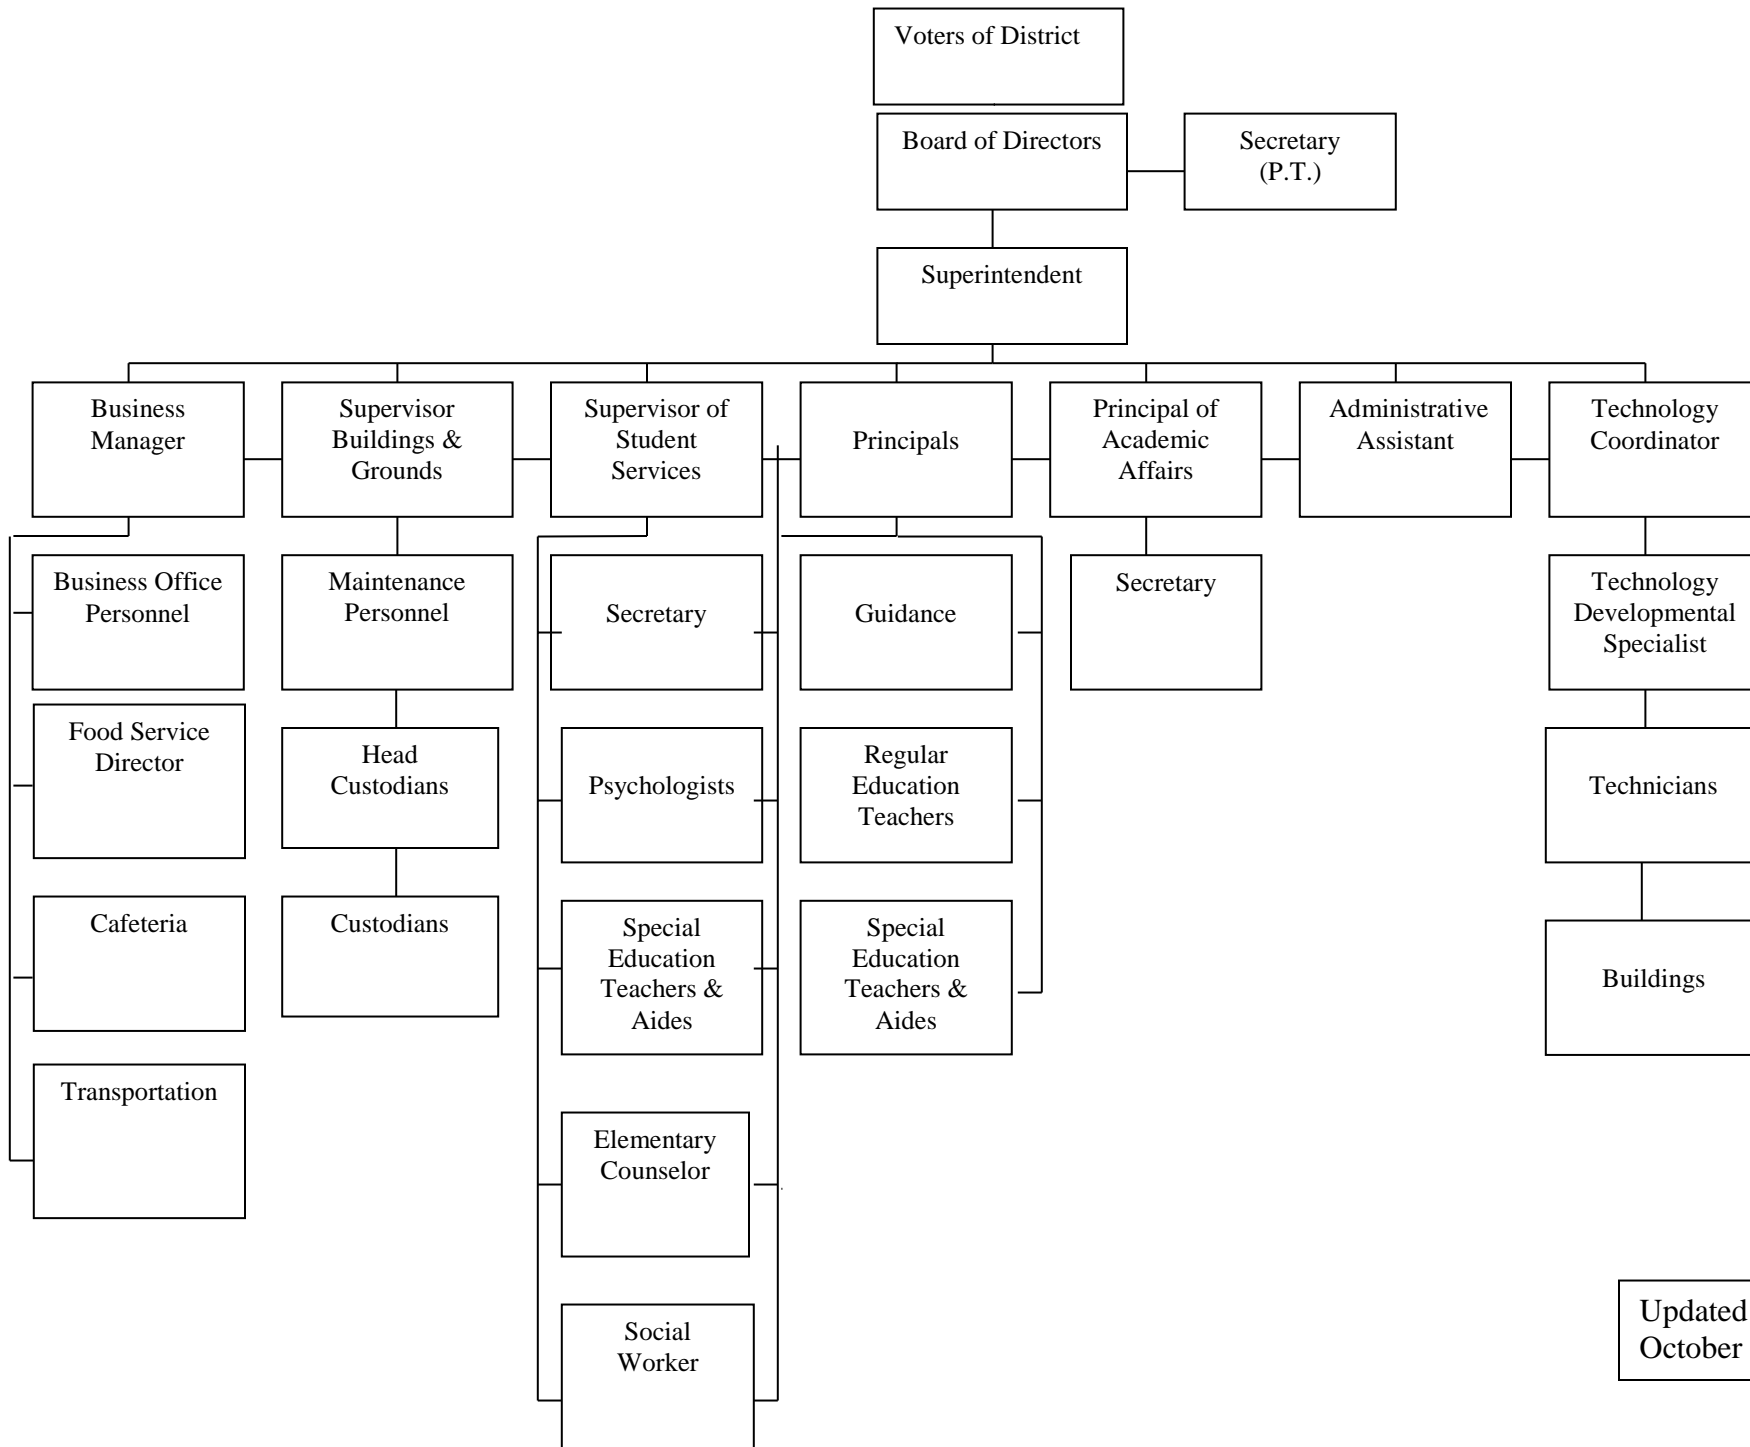 Voters of District
Board of Directors
Secretary
(P.T.)
Superintendent
Business
Manager
Supervisor
Buildings &
Grounds
Supervisor of
Student
Services
Principals
Principal of
Academic
Affairs
Administrative
Assistant
Technology
Coordinator
Business Office
Personnel
Maintenance
Personnel
Secretary
Guidance
Secretary
Technology
Developmental
Specialist
Food Service
Director
Head
Custodians
Psychologists
Regular
Education
Teachers
Technicians
Cafeteria
Custodians
Special
Education
Teachers &
Aides
Special
Education
Teachers &
Aides
Buildings
Transportation
Elementary
Counselor
Social
Worker
Updated
October